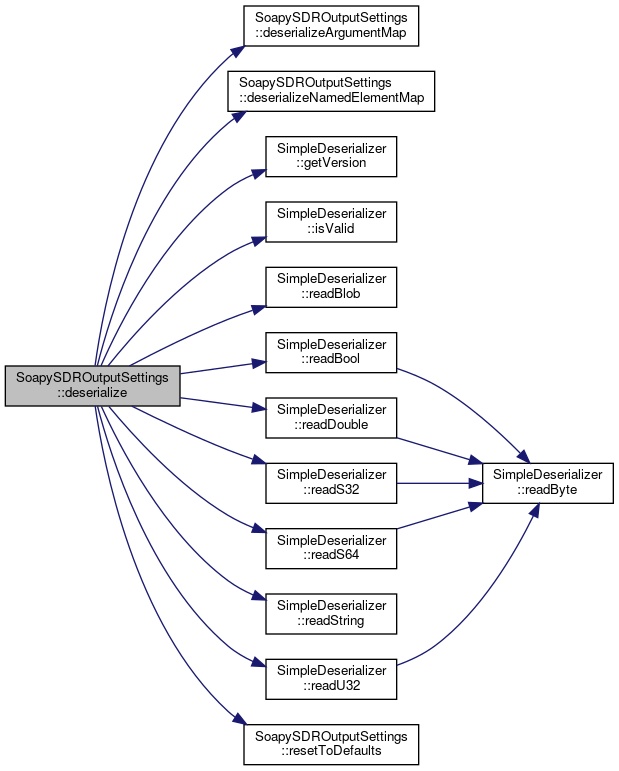 SoapySDROutputSettings
::deserializeArgumentMap
SoapySDROutputSettings
::deserializeNamedElementMap
SimpleDeserializer
::getVersion
SimpleDeserializer
::isValid
SimpleDeserializer
::readBlob
SimpleDeserializer
::readBool
SoapySDROutputSettings
::deserialize
SimpleDeserializer
::readDouble
SimpleDeserializer
::readS32
SimpleDeserializer
::readByte
SimpleDeserializer
::readS64
SimpleDeserializer
::readString
SimpleDeserializer
::readU32
SoapySDROutputSettings
::resetToDefaults